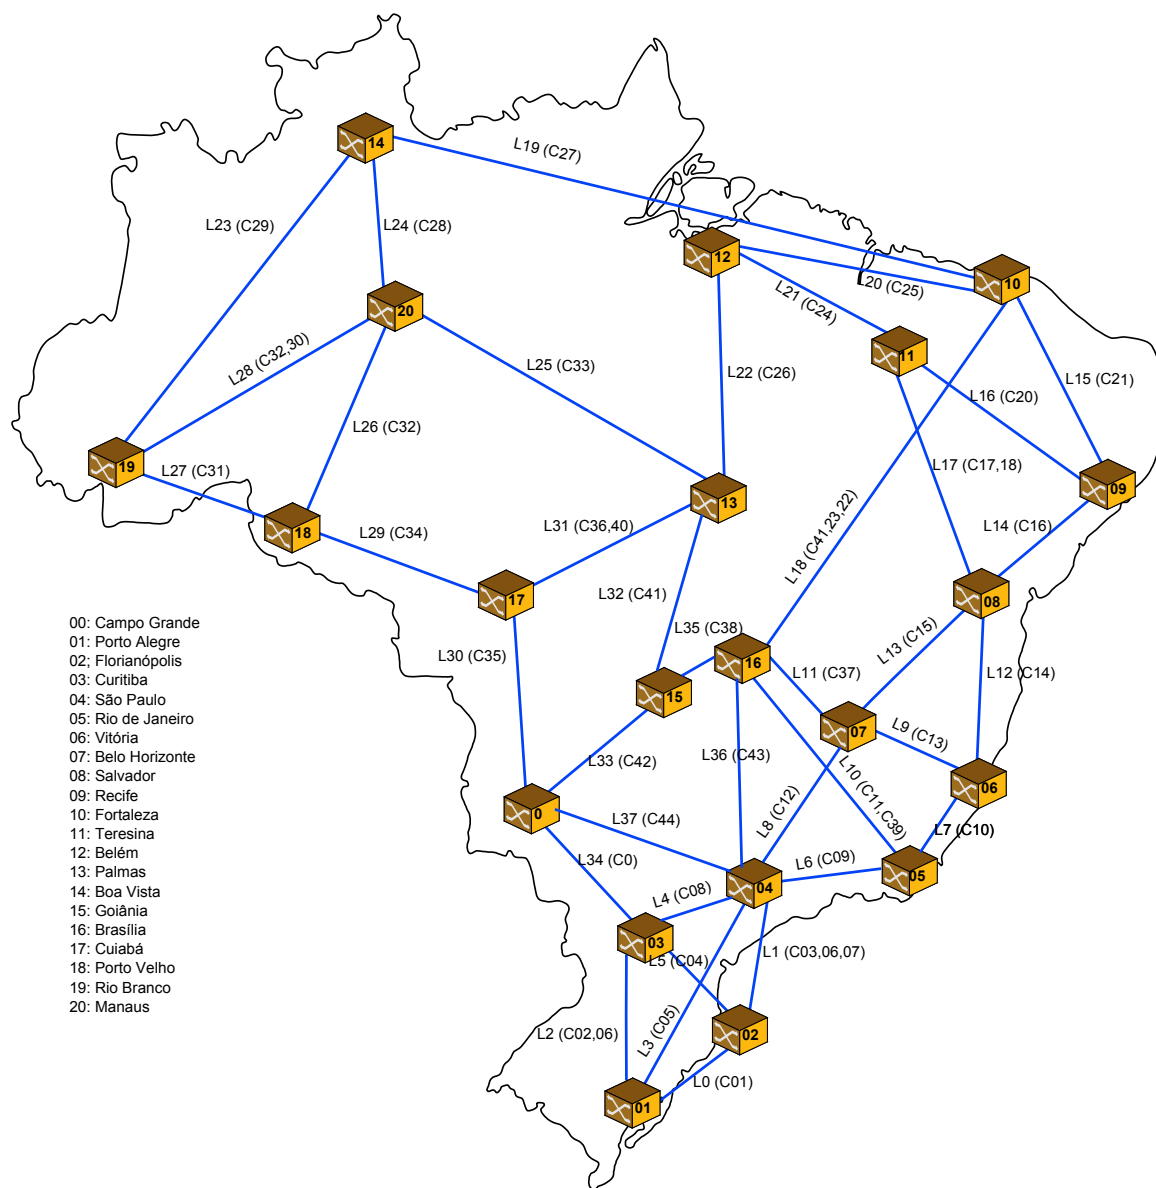 14
L19 (C27)
L23 (C29)
L24 (C28)
12
L20 (C25)
10
L21 (C24)
20
11
L28 (C32,30)
L25 (C33)
L22 (C26)
L15 (C21)
L16 (C20)
L26 (C32)
19
L27 (C31)
L17 (C17,18)
09
13
L31 (C36,40)
L18 (C41,23,22)
L14 (C16)
18
L29 (C34)
17
08
L32 (C41)
00: Campo Grande
01: Porto Alegre
02: Florianópolis
03: Curitiba
04: São Paulo
05: Rio de Janeiro
06: Vitória
07: Belo Horizonte
08: Salvador
09: Recife
10: Fortaleza
11: Teresina
12: Belém
13: Palmas
14: Boa Vista
15: Goiânia
16: Brasília
17: Cuiabá
18: Porto Velho
19: Rio Branco
20: Manaus
L35 (C38)
L30 (C35)
16
L11 (C37)
L13 (C15)
L12 (C14)
15
07
L9 (C13)
L33 (C42)
L36 (C43)
L10 (C11,C39)
06
0
L37 (C44)
L8 (C12)
L7 (C10)
L34 (C0)
L6 (C09)
05
04
L4 (C08)
03
L5 (C04)
L1 (C03,06,07)
L2 (C02,06)
L3 (C05)
02
L0 (C01)
01